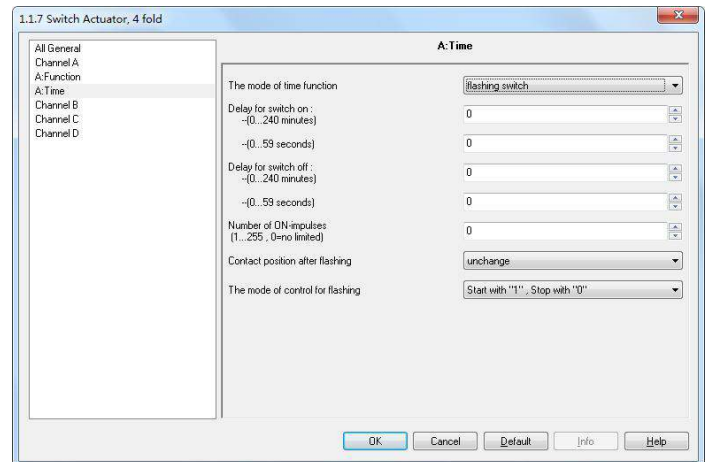 1.1.7 Switch Actuator, 4 fold
All General
Channel A
A:Function
A:Time
Channel B
Channel C
Channel D
A:Time
The mode of time function
flashing switch
Delay for switch on :
--(0...240 minutes)
0
--(0...59 seconds)
0
Delay for switch off :
--(0...240 minutes)
0
--(0...59 seconds)
0
Number of ON-impulses
(1...255 , 0=no limited)
0
Contact position after flashing
unchange
The mode of control for flashing
Start with "1" , Stop with "0"
OK
Cancel
Default
Info
Help